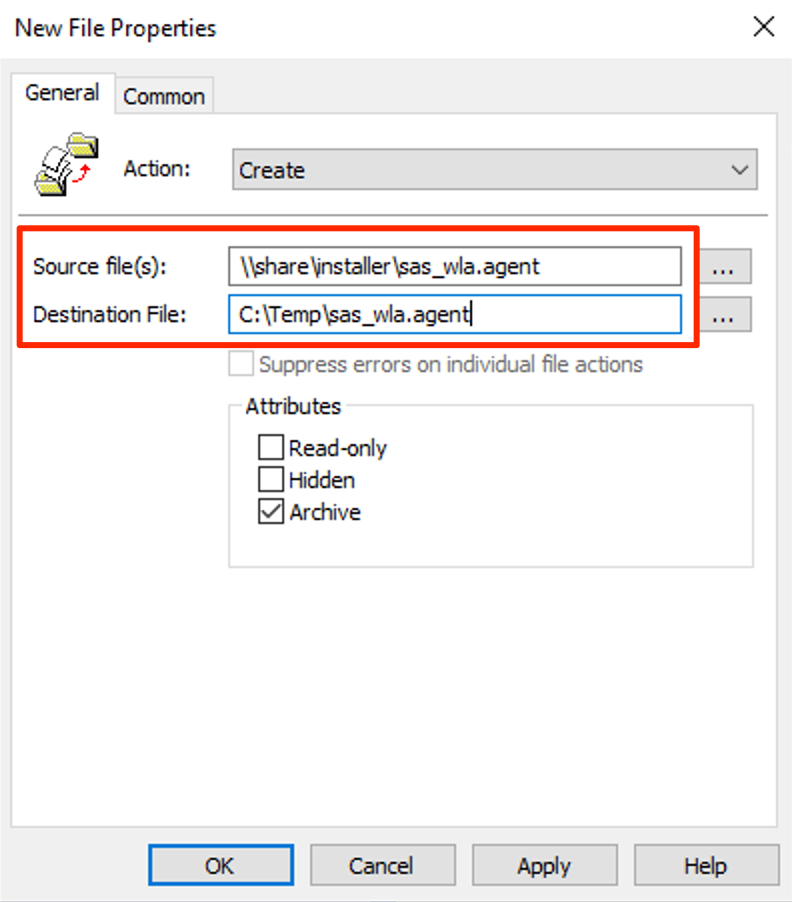 New File Properties
General
Common
Action:
Create
Source file(s):
\\share\installer\sas_wla.agent
...
Destination File:
C:\Temp\sas_wla.agent
...
Suppress errors on individual file actions
Attributes
Read-only
Hidden
Archive
OK
Cancel
Apply
Help